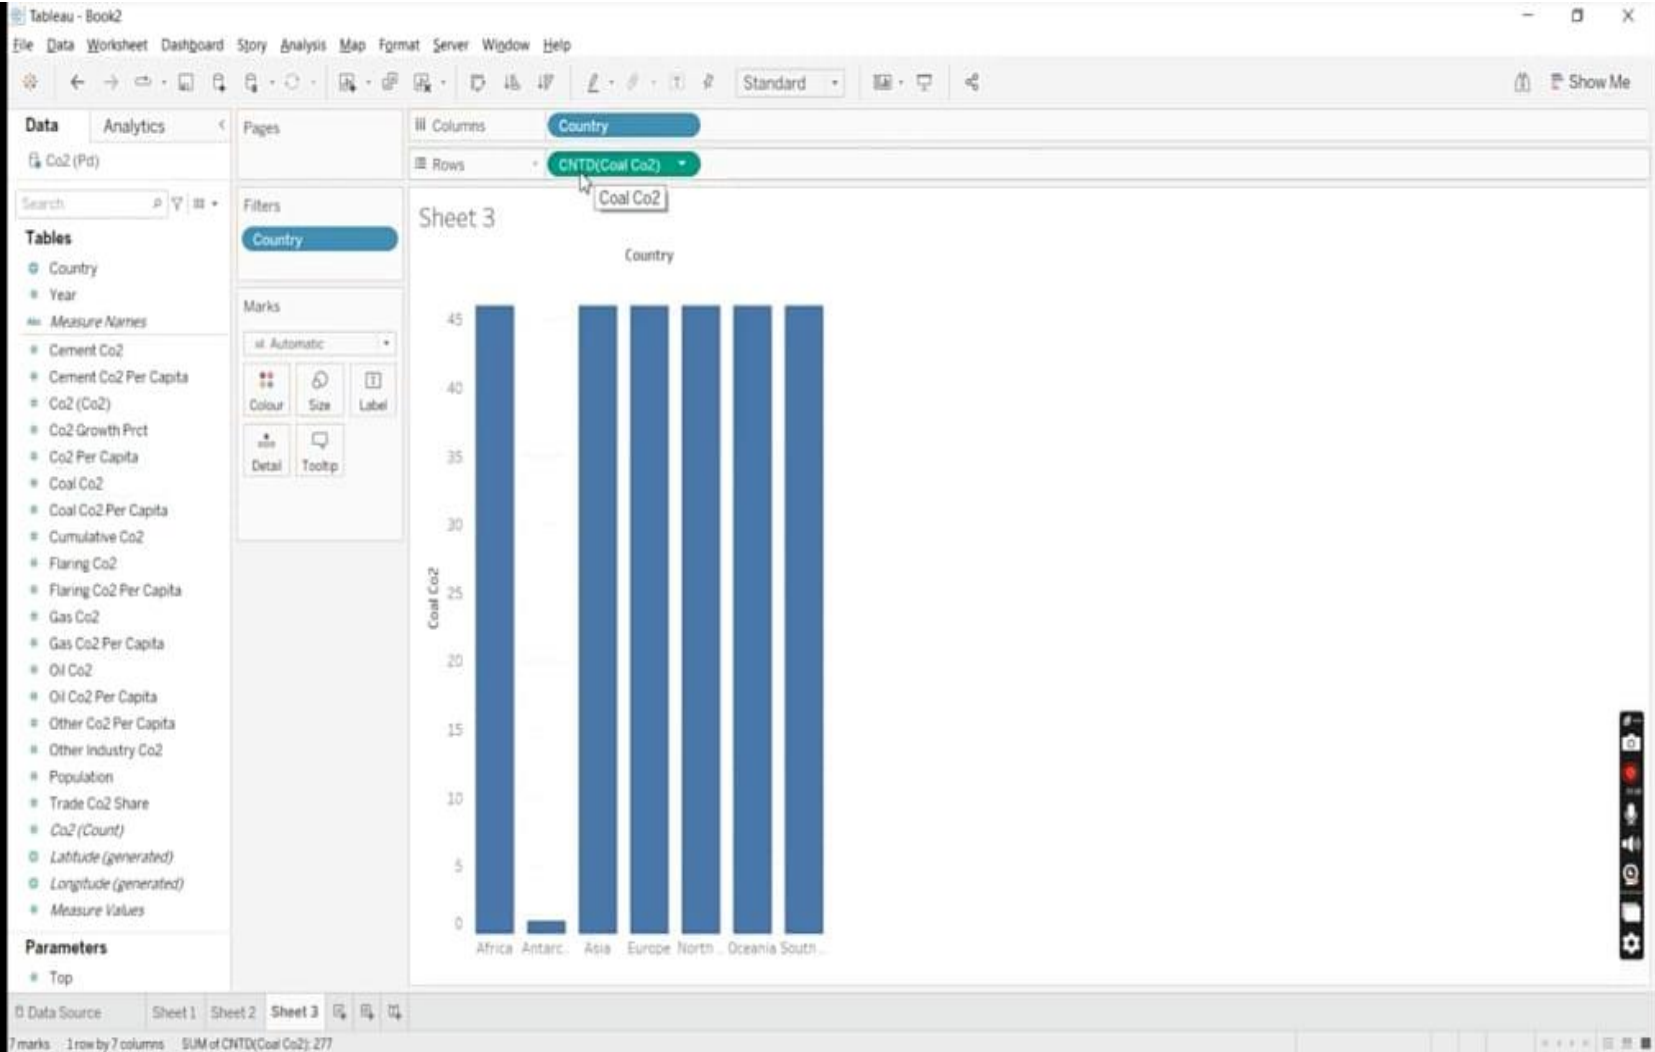 Tableau - Book2
File Data Worksheet Dashboard Story Analysis Map Format Server Window Help
Standard
Show Me
Data Analytics
Co2 (Pd)
Search
Tables
Country
Year
Abc Measure Names
Cement Co2
Cement Co2 Per Capita
Co2 (Co2)
Co2 Growth Prct
Co2 Per Capita
Coal Co2
Coal Co2 Per Capita
Cumulative Co2
Flaring Co2
Flaring Co2 Per Capita
Gas Co2
Gas Co2 Per Capita
Oil Co2
Oil Co2 Per Capita
Other Co2 Per Capita
Other Industry Co2
Population
Trade Co2 Share
Co2 (Count)
Latitude (generated)
Longitude (generated)
Measure Values
Parameters
Top
Pages
Filters
Country
Marks
Automatic
Colour Size Label
Detail Tooltip
Columns Country
Rows CNTD(Coal Co2)
Coal Co2
Sheet 3
Country
Coal Co2
45
40
35
30
25
20
15
10
5
0
Africa Antarc.. Asia Europe North .. Oceania South ..
Data Source Sheet 1 Sheet 2 Sheet 3
7 marks 1 row by 7 columns SUM of CNTD(Coal Co2): 277